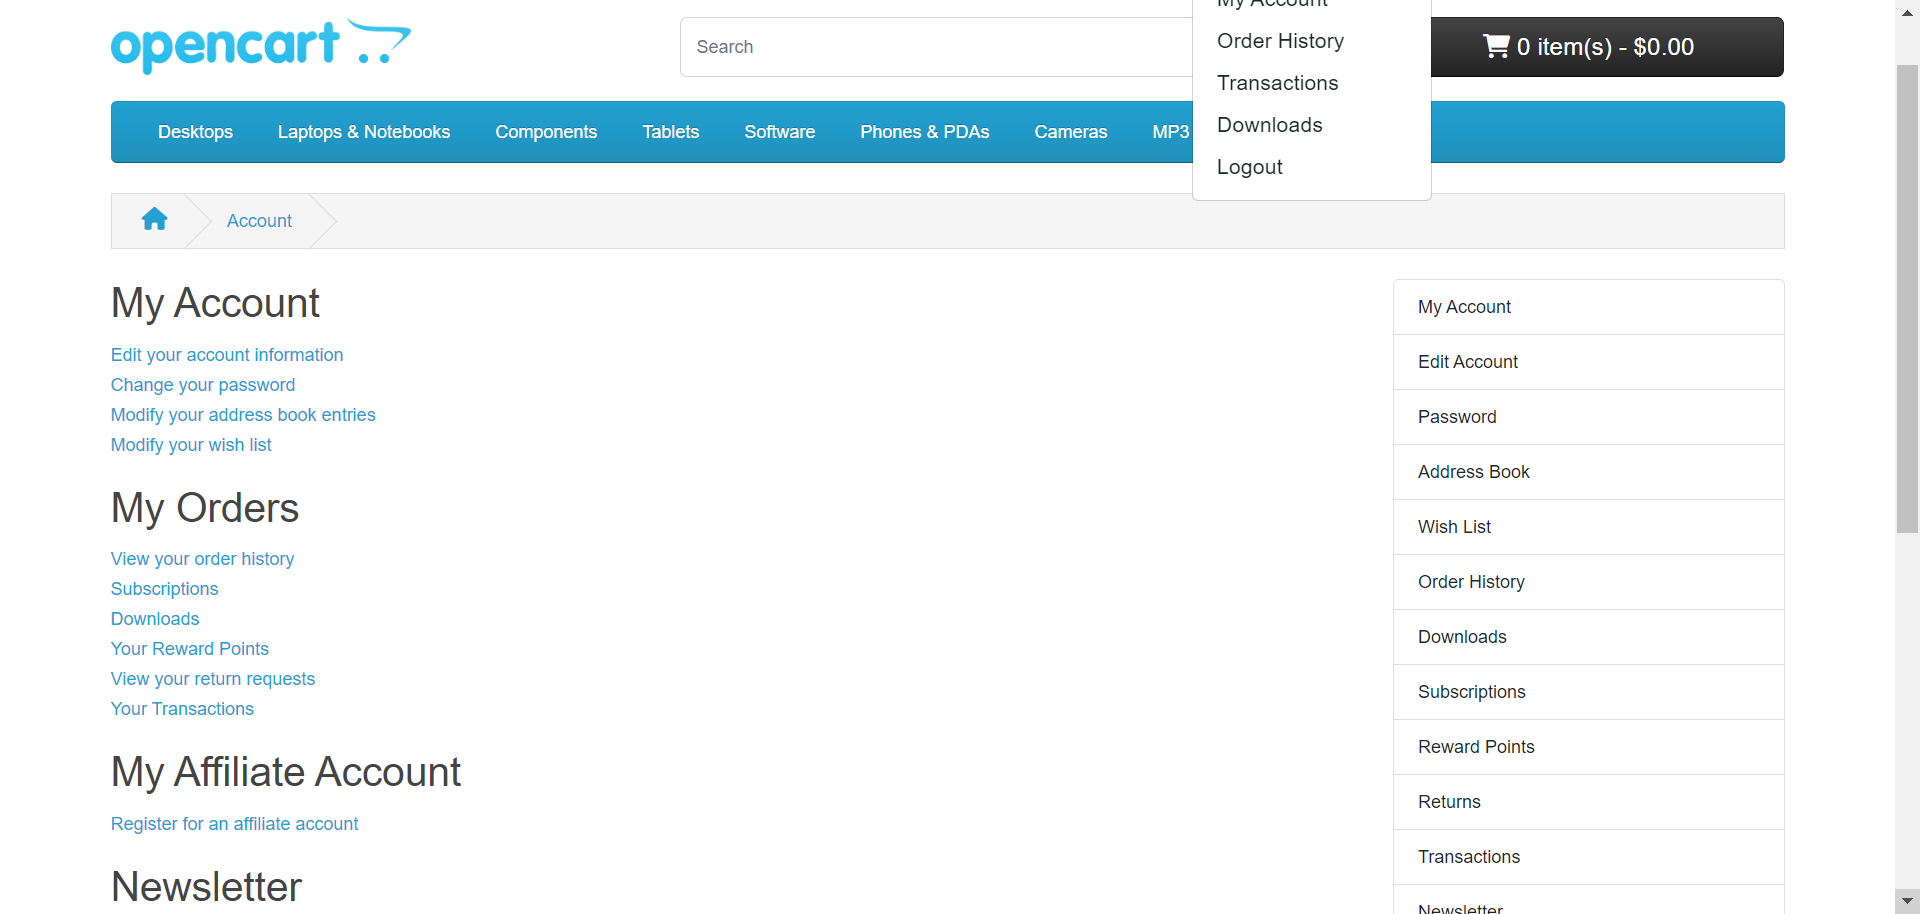 My Account
opencart
Search
Order History
0 item(s) - $0.00
Transactions
Downloads
Logout
Desktops
Laptops & Notebooks
Components
Tablets
Software
Phones & PDAs
Cameras
MP3
Account
My Account
Edit your account information
Change your password
Modify your address book entries
Modify your wish list
My Orders
View your order history
Subscriptions
Downloads
Your Reward Points
View your return requests
Your Transactions
My Affiliate Account
Register for an affiliate account
Newsletter
My Account
Edit Account
Password
Address Book
Wish List
Order History
Downloads
Subscriptions
Reward Points
Returns
Transactions
Newsletter